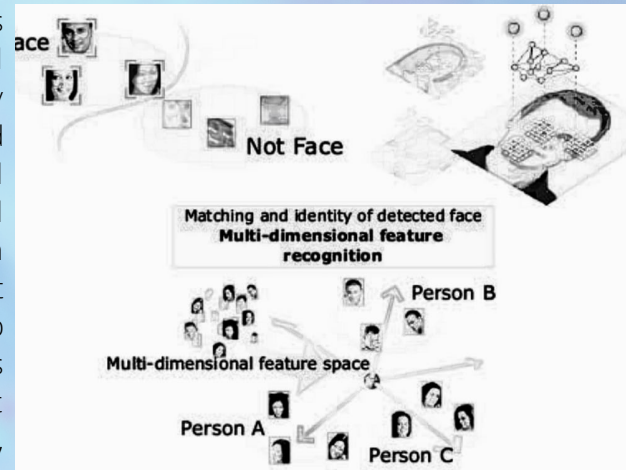 ace
Not Face
Matching and identity of detected face
Multi-dimensional feature
recognition
Person B
Multi-dimensional feature space
Person A
Person C